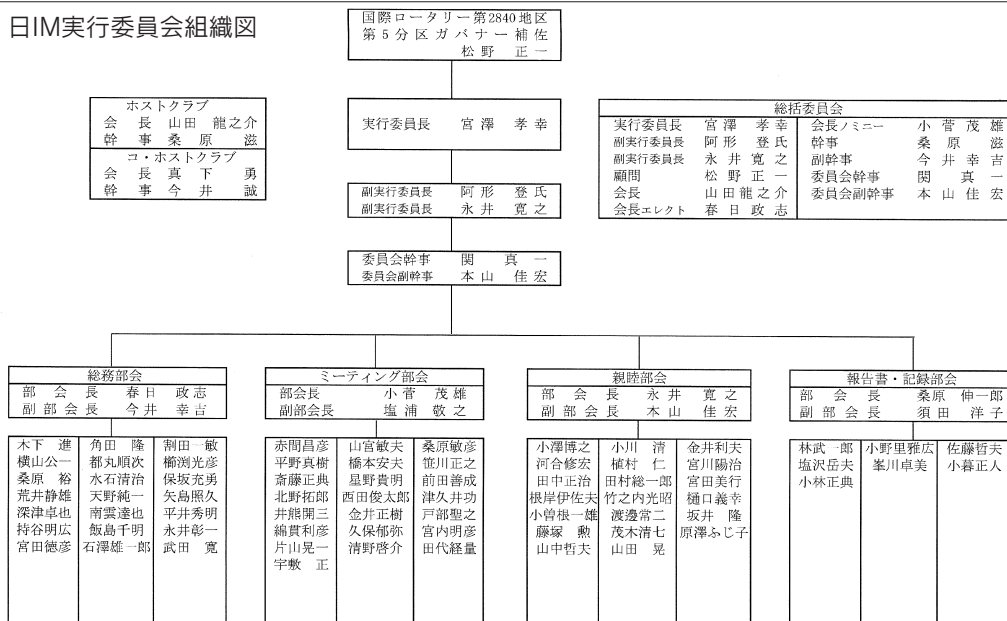 日IM実行委員会組織図
国際ロータリー第2840地区
第5分区ガバナー補佐
松野正一
ホストクラブ
会長 山田龍之介
幹事 桑原滋
コ・ホストクラブ
会長 真下勇
幹事 今井誠
実行委員長 宮澤孝幸
総括委員会
実行委員長 宮澤孝幸 会長ノミニー 小菅茂雄
副実行委員長 阿形登氏 幹事 桑原滋
副実行委員長 永井寛之 副幹事 今井幸吉
顧問 松野正一 委員会幹事 関真一
会長 山田龍之介 委員会副幹事 本山佳宏
会長エレクト 春日政志
副実行委員長 阿形登氏
副実行委員長 永井寛之
委員会幹事 関真一
委員会副幹事 本山佳宏
総務部会
部会長 春日政志
副部会長 今井幸吉
木下進 角田隆 割田一敏
横山公一 都丸順次 櫛渕光彦
桑原裕 水石清治 保坂充勇
荒井静雄 天野純一 矢島照久
深津卓也 南雲達也 平井秀明
持谷明広 飯島千明 永井彰一
宮田徳彦 石澤雄一郎 武田寛
ミーティング部会
部会長 小菅茂雄
副部会長 塩浦敬之
赤間昌彦 山宮敏夫 桑原敏彦
平野真樹 橋本安夫 笹川正之
斎藤正典 星野貴明 前田善成
北野拓郎 西田俊太郎 津久井功
井熊開三 金井正樹 戸部聖之
綿貫利彦 久保郁弥 宮内明彦
片山晃一 清野啓介 田代経量
宇敷正
親睦部会
部会長 永井寛之
副部会長 本山佳宏
小澤博之 小川清 金井利夫
河合修宏 植村仁 宮川陽治
田中正治 田村総一郎 宮田美行
根岸伊佐夫 竹之内光昭 樋口義幸
小曽根一雄 渡邊常二 坂井隆
藤塚勲 茂木清七 原澤ふじ子
山中哲夫 山田晃
報告書・記録部会
部会長 桑原伸一郎
副部会長 須田洋子
林武一郎 小野里雅広 佐藤哲夫
塩沢岳夫 峯川卓美 小暮正人
小林正典